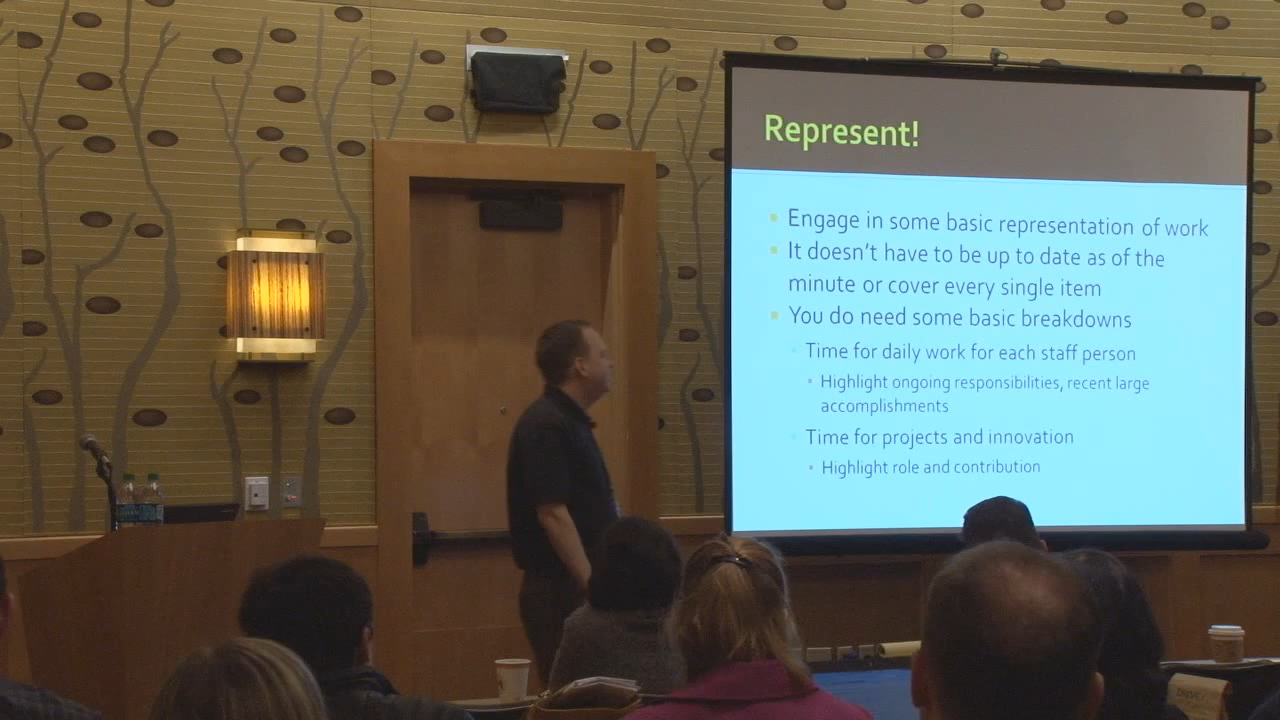 Represent!
Engage in some basic representation of work
It doesn't have to be up to date as of the
minute or cover every single item
You do need some basic breakdowns
Time for daily work for each staff person
Highlight ongoing responsibilities, recent large
accomplishments
Time for projects and innovation
Highlight role and contribution